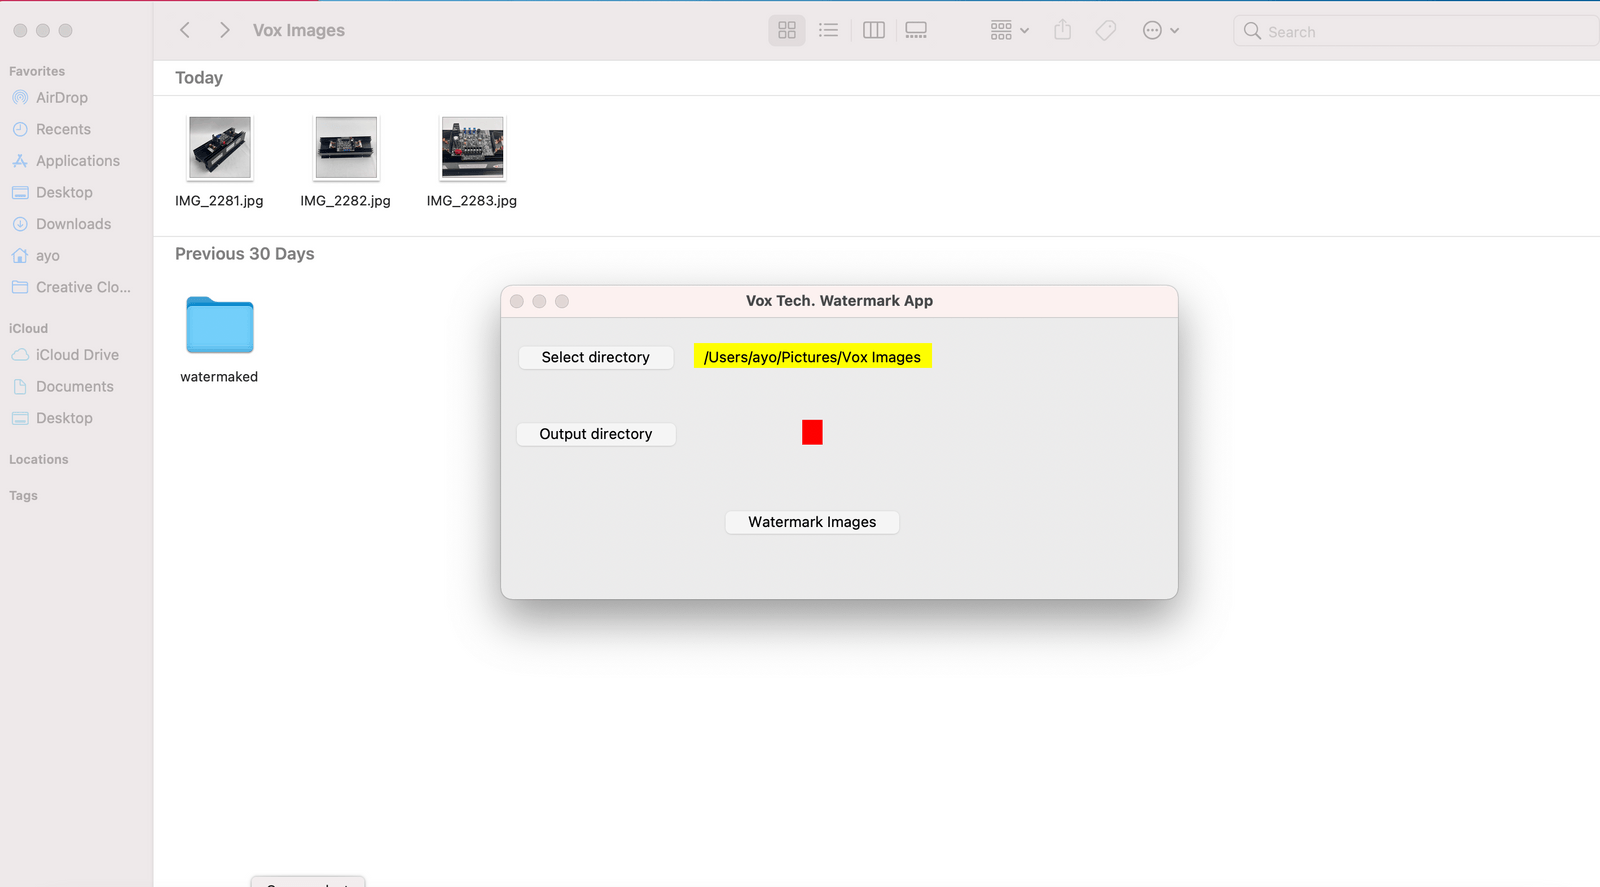 Vox Images
Search
Favorites
AirDrop
Recents
Applications
Desktop
Downloads
ayo
Creative Clo...
iCloud
iCloud Drive
Documents
Desktop
Locations
Tags
Today
IMG_2281.jpg
IMG_2282.jpg
IMG_2283.jpg
Previous 30 Days
watermaked
Vox Tech. Watermark App
Select directory
/Users/ayo/Pictures/Vox Images
Output directory
Watermark Images